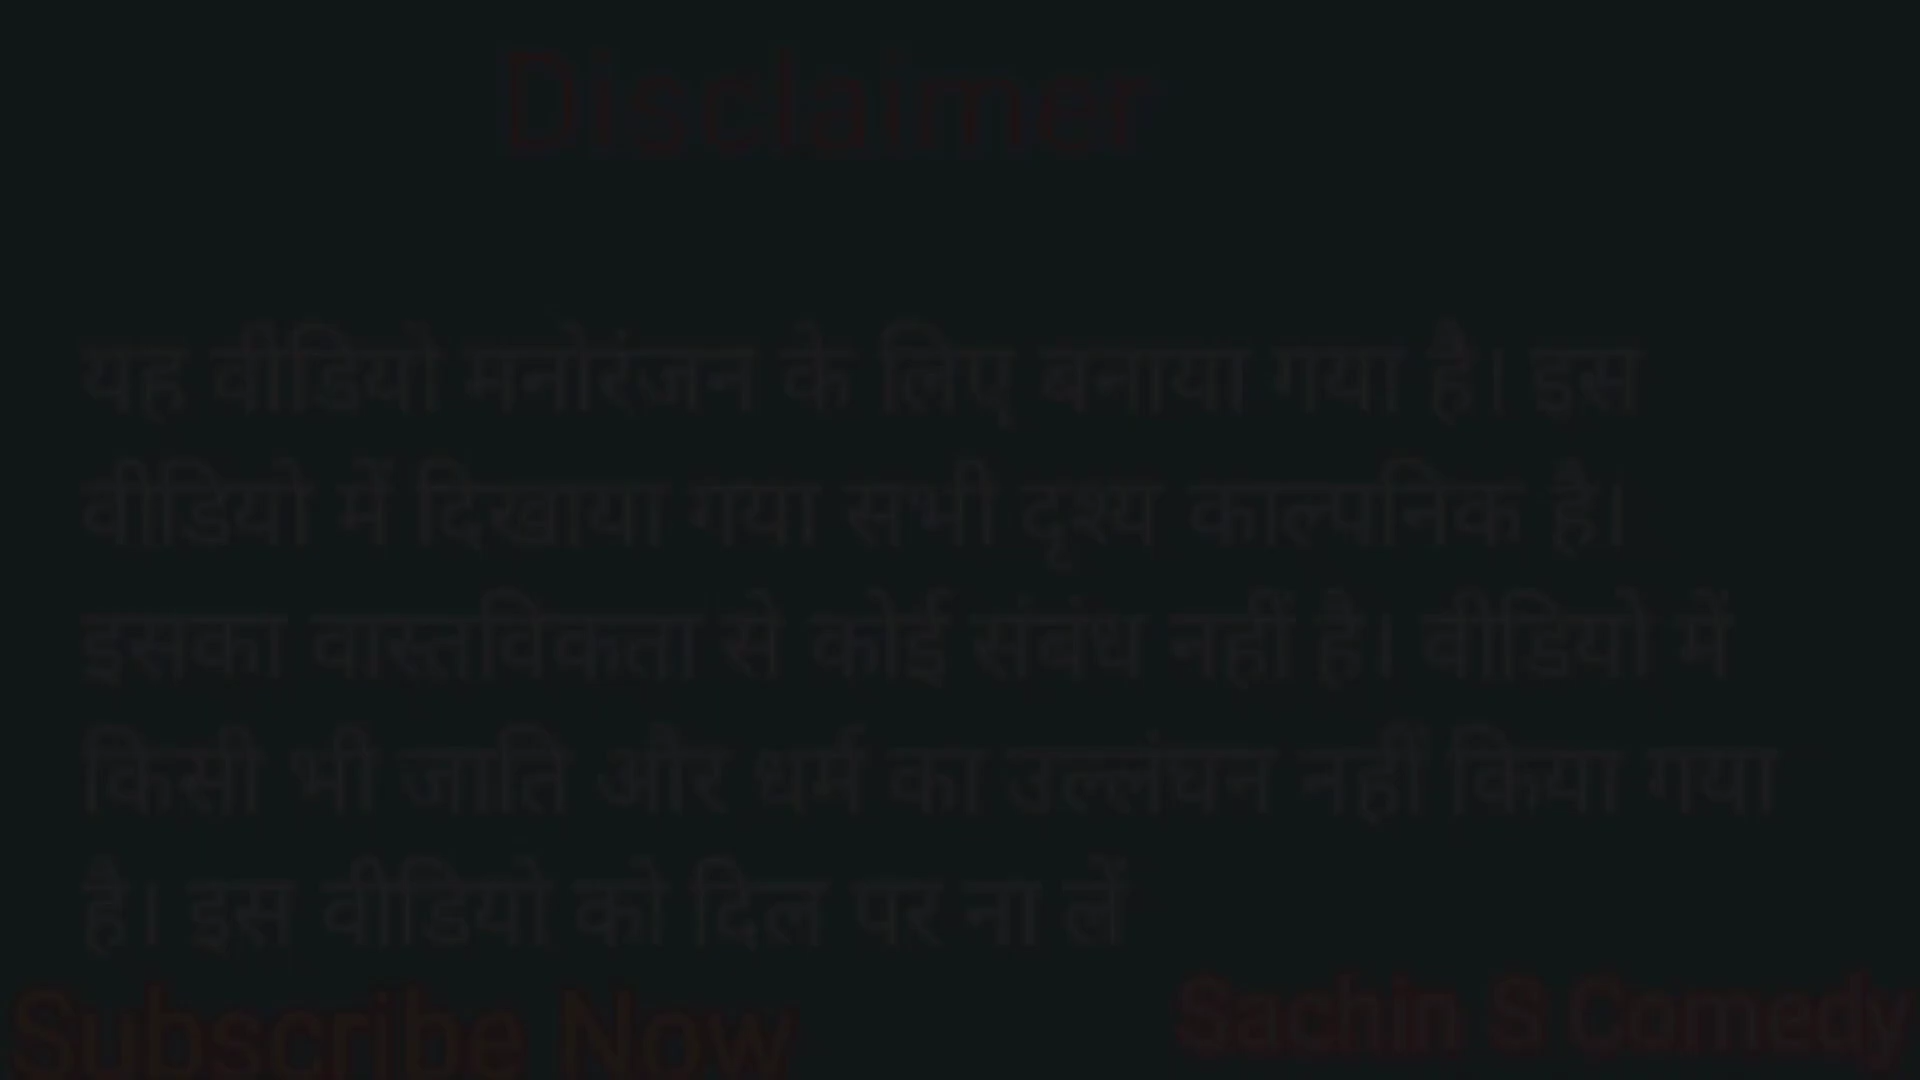 Disclaimer
यह वीडियो मनोरंजन के लिए बनाया गया है। इस
वीडियो में दिखाया गया सभी दृश्य काल्पनिक है।
इसका वास्तविकता से कोई संबंध नहीं है। वीडियो में
किसी भी जाति और धर्म का उल्लंघन नहीं किया गया
है। इस वीडियो को दिल पर ना लें
Subscribe Now
Sachin S Comedy